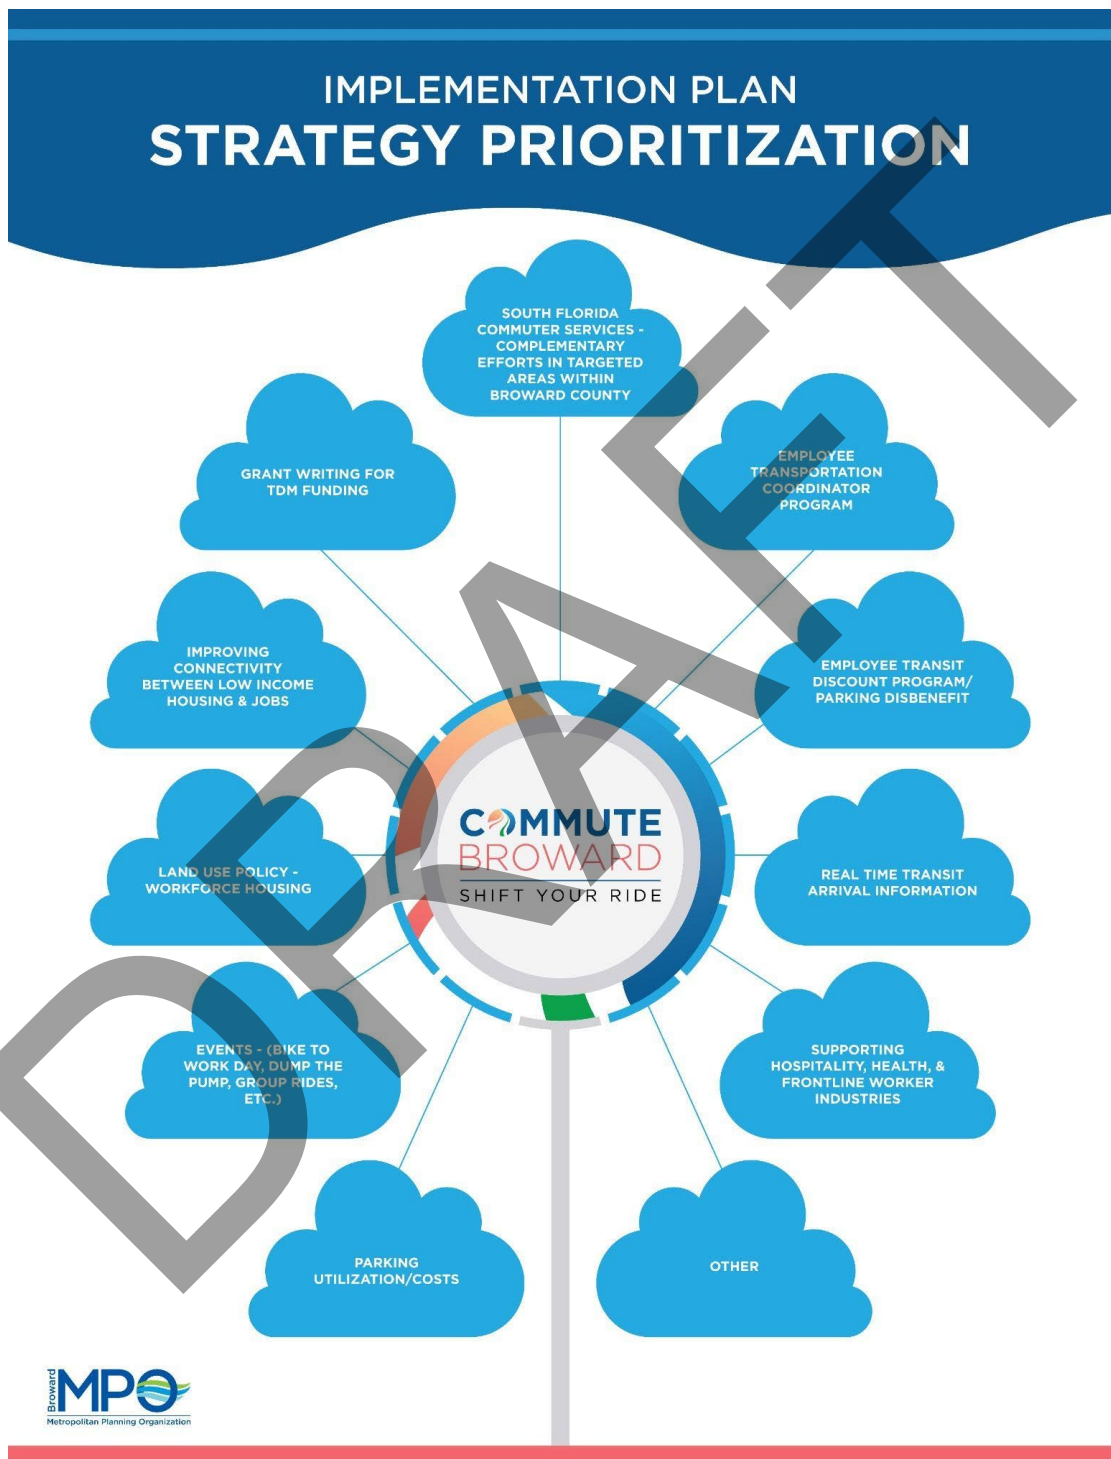 IMPLEMENTATION PLAN
STRATEGY PRIORITIZATION
SOUTH FLORIDA
COMMUTER SERVICES -
COMPLEMENTARY
EFFORTS IN TARGETED
AREAS WITHIN
BROWARD COUNTY
GRANT WRITING FOR
TDM FUNDING
EMPLOYEE
TRANSPORTATION
COORDINATOR
PROGRAM
IMPROVING
CONNECTIVITY
BETWEEN LOW INCOME
HOUSING & JOBS
EMPLOYEE TRANSIT
DISCOUNT PROGRAM/
PARKING DISBENEFIT
COMMUTE
BROWARD
SHIFT YOUR RIDE
LAND USE POLICY -
WORKFORCE HOUSING
REAL TIME TRANSIT
ARRIVAL INFORMATION
EVENTS - (BIKE TO
WORK DAY, DUMP THE
PUMP, GROUP RIDES,
ETC.)
SUPPORTING
HOSPITALITY, HEALTH, &
FRONTLINE WORKER
INDUSTRIES
PARKING
UTILIZATION/COSTS
OTHER
DRAFT
Broward
MPO
Metropolitan Planning Organization